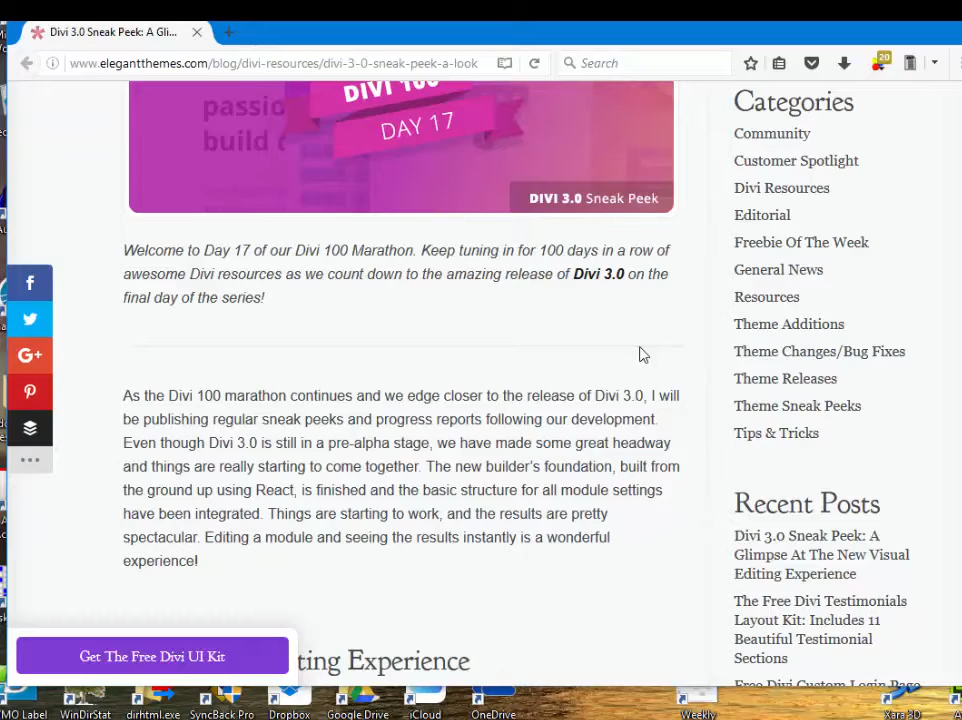 Divi 3.0 Sneak Peek: A Gli...
www.elegantthemes.com/blog/divi-resources/divi-3-0-sneak-peek-a-look
Search
20
passio
build
DIVI 100
DAY 17
DIVI 3.0 Sneak Peek
Welcome to Day 17 of our Divi 100 Marathon. Keep tuning in for 100 days in a row of
awesome Divi resources as we count down to the amazing release of Divi 3.0 on the
final day of the series!
As the Divi 100 marathon continues and we edge closer to the release of Divi 3.0, I will
be publishing regular sneak peeks and progress reports following our development.
Even though Divi 3.0 is still in a pre-alpha stage, we have made some great headway
and things are really starting to come together. The new builder's foundation, built from
the ground up using React, is finished and the basic structure for all module settings
have been integrated. Things are starting to work, and the results are pretty
spectacular. Editing a module and seeing the results instantly is a wonderful
experience!
ting Experience
Get The Free Divi UI Kit
Categories
Community
Customer Spotlight
Divi Resources
Editorial
Freebie Of The Week
General News
Resources
Theme Additions
Theme Changes/Bug Fixes
Theme Releases
Theme Sneak Peeks
Tips & Tricks
Recent Posts
Divi 3.0 Sneak Peek: A
Glimpse At The New Visual
Editing Experience
The Free Divi Testimonials
Layout Kit: Includes 11
Beautiful Testimonial
Sections
Free Divi Custom Login Page
MO Label
WinDirStat
dirhtml.exe
SyncBack Pro
Dropbox
Google Drive
iCloud
OneDrive
Weekly
Xara 3D